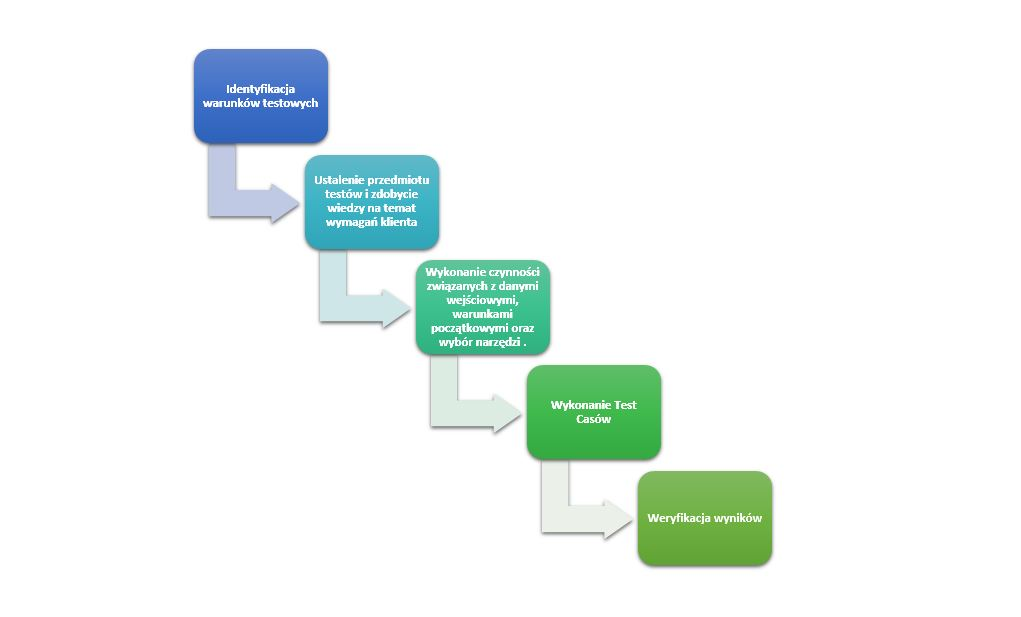 Identyfikacja
warunków testowych
Ustalenie przedmiotu
testów i zdobycie
wiedzy na temat
wymagań klienta
Wykonanie czynności
związanych z danymi
wejściowymi,
warunkami
początkowymi oraz
wybór narzędzi .
Wykonanie Test
Casów
Weryfikacja wyników